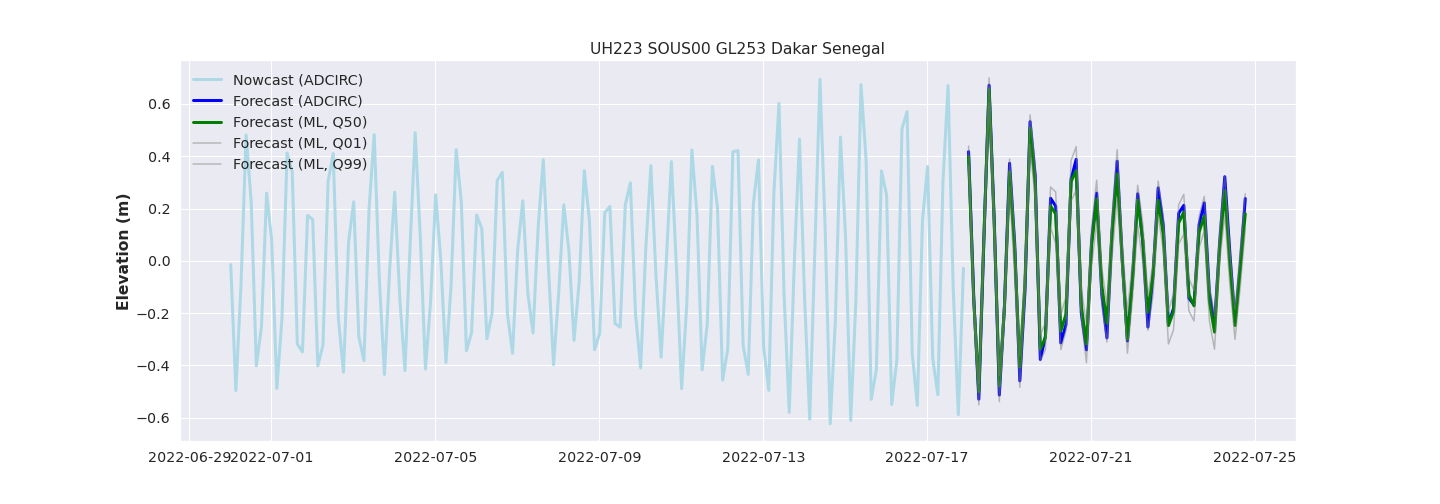 UH223 SOUS00 GL253 Dakar Senegal
Nowcast (ADCIRC)
Forecast (ADCIRC)
Forecast (ML, Q50)
Forecast (ML, Q01)
Forecast (ML, Q99)
Elevation (m)
0.6
0.4
0.2
0.0
−0.2
−0.4
−0.6
2022-06-29 2022-07-01 2022-07-05 2022-07-09 2022-07-13 2022-07-17 2022-07-21 2022-07-25